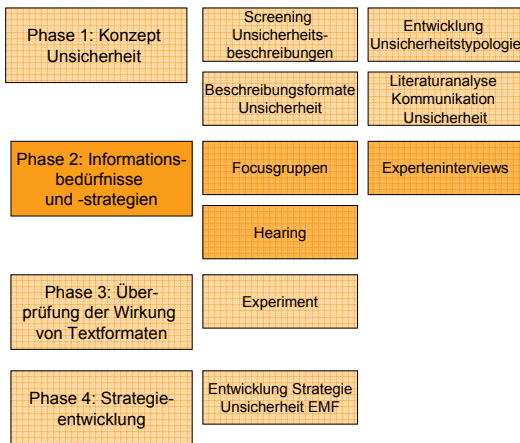 Phase 1: Konzept
Unsicherheit
Screening
Unsicherheits-
beschreibungen
Entwicklung
Unsicherheitstypologie
Beschreibungsformate
Unsicherheit
Literaturanalyse
Kommunikation
Unsicherheit
Phase 2: Informations-
bedürfnisse
und -strategien
Focusgruppen
Experteninterviews
Hearing
Phase 3: Über-
prüfung der Wirkung
von Textformaten
Experiment
Phase 4: Strategie-
entwicklung
Entwicklung Strategie
Unsicherheit EMF